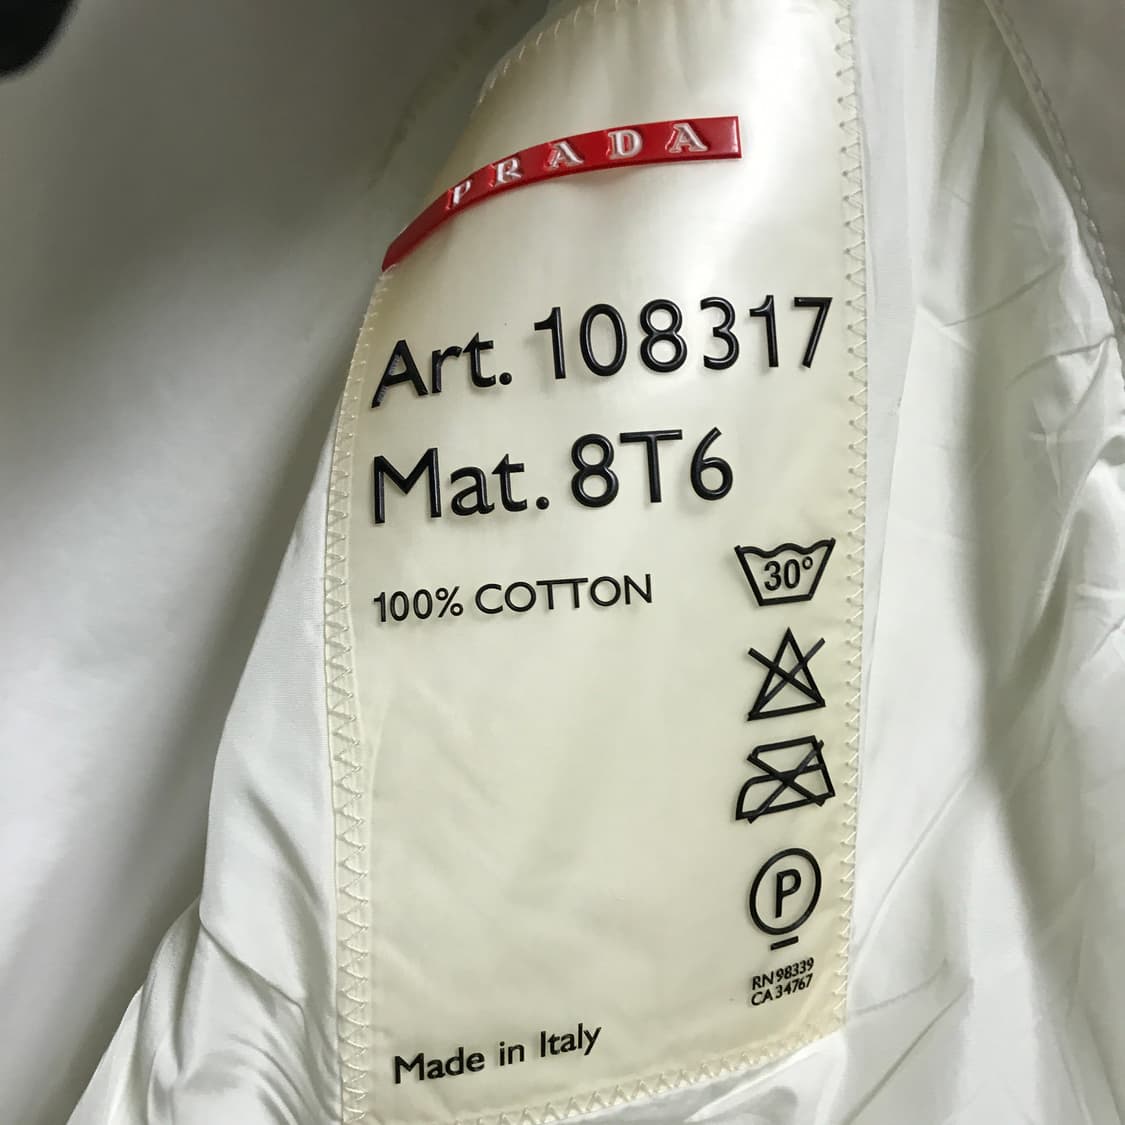 PRADA
Art. 108317
Mat. 8T6
100% COTTON
30°
P
RN 98339
CA 34767
Made in Italy